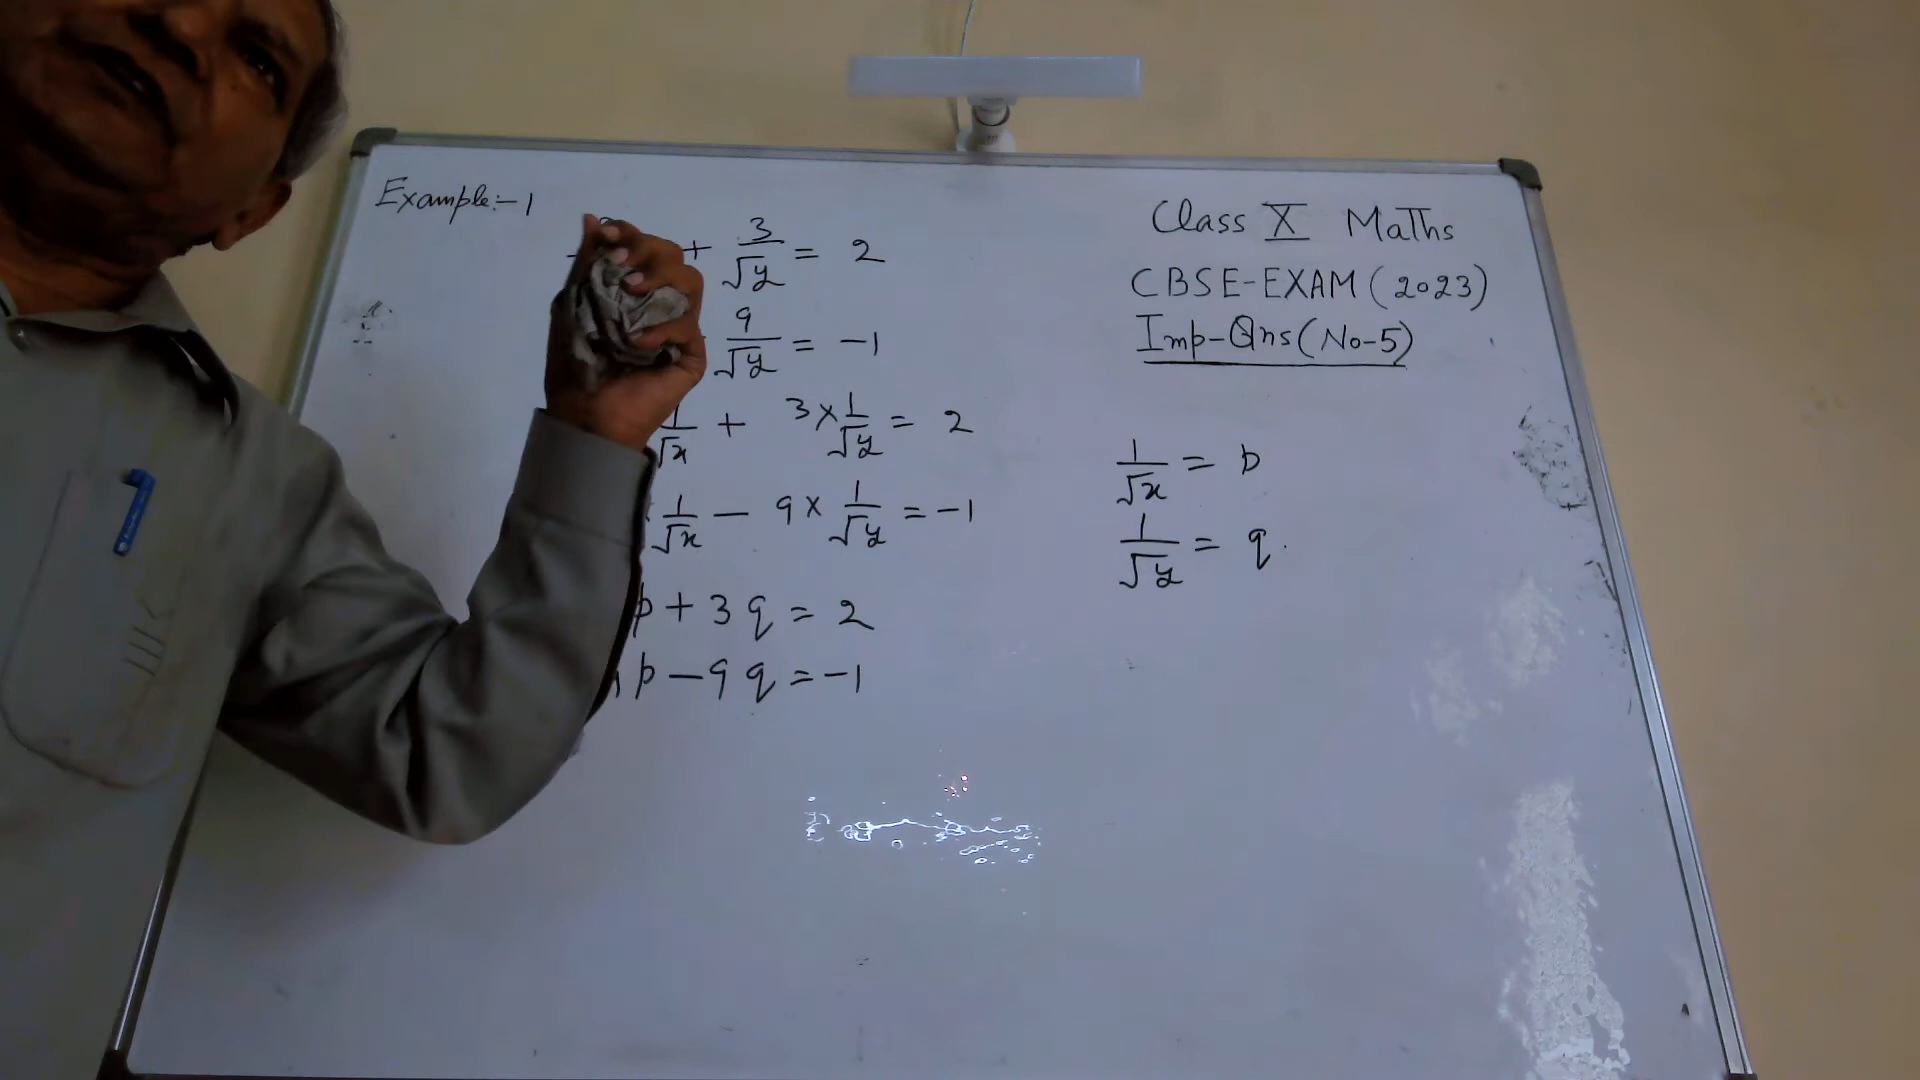 Example:-1
+ 3/√y = 2
9/√y = -1
1/√x + 3×1/√y = 2
1/√x - 9×1/√y = -1
p + 3q = 2
p - 9q = -1
Class X Maths
CBSE-EXAM (2023)
Imp-Qns (No-5)
1/√x = p
1/√y = q